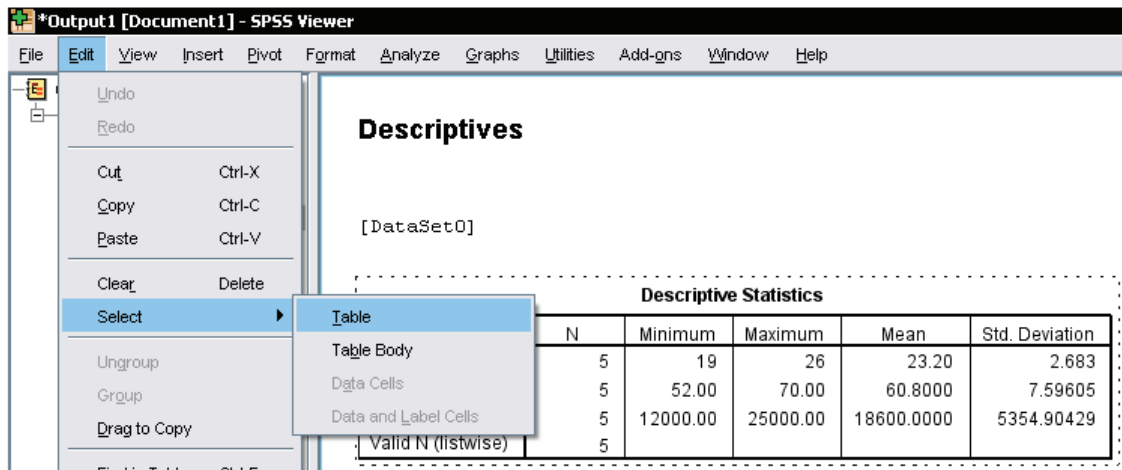 *Output1 [Document1] - SPSS Viewer
File Edit View Insert Pivot Format Analyze Graphs Utilities Add-ons Window Help
Undo
Redo
Cut Ctrl-X
Copy Ctrl-C
Paste Ctrl-V
Clear Delete
Select
Ungroup
Group
Drag to Copy
Table
Table Body
Data Cells
Data and Label Cells
Descriptives
[DataSet0]
Descriptive Statistics
N Minimum Maximum Mean Std. Deviation
5 19 26 23.20 2.683
5 52.00 70.00 60.8000 7.59605
5 12000.00 25000.00 18600.0000 5354.90429
Valid N (listwise) 5